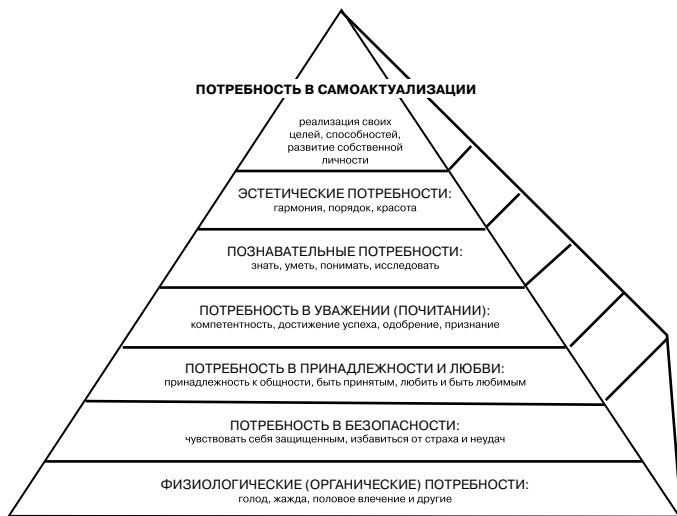 ПОТРЕБНОСТЬ В САМОАКТУАЛИЗАЦИИ
реализация своих
целей, способностей,
развитие собственной
личности
ЭСТЕТИЧЕСКИЕ ПОТРЕБНОСТИ:
гармония, порядок, красота
ПОЗНАВАТЕЛЬНЫЕ ПОТРЕБНОСТИ:
знать, уметь, понимать, исследовать
ПОТРЕБНОСТЬ В УВАЖЕНИИ (ПОЧИТАНИИ):
компетентность, достижение успеха, одобрение, признание
ПОТРЕБНОСТЬ В ПРИНАДЛЕЖНОСТИ И ЛЮБВИ:
принадлежность к общности, быть принятым, любить и быть любимым
ПОТРЕБНОСТЬ В БЕЗОПАСНОСТИ:
чувствовать себя защищенным, избавиться от страха и неудач
ФИЗИОЛОГИЧЕСКИЕ (ОРГАНИЧЕСКИЕ) ПОТРЕБНОСТИ:
голод, жажда, половое влечение и другие